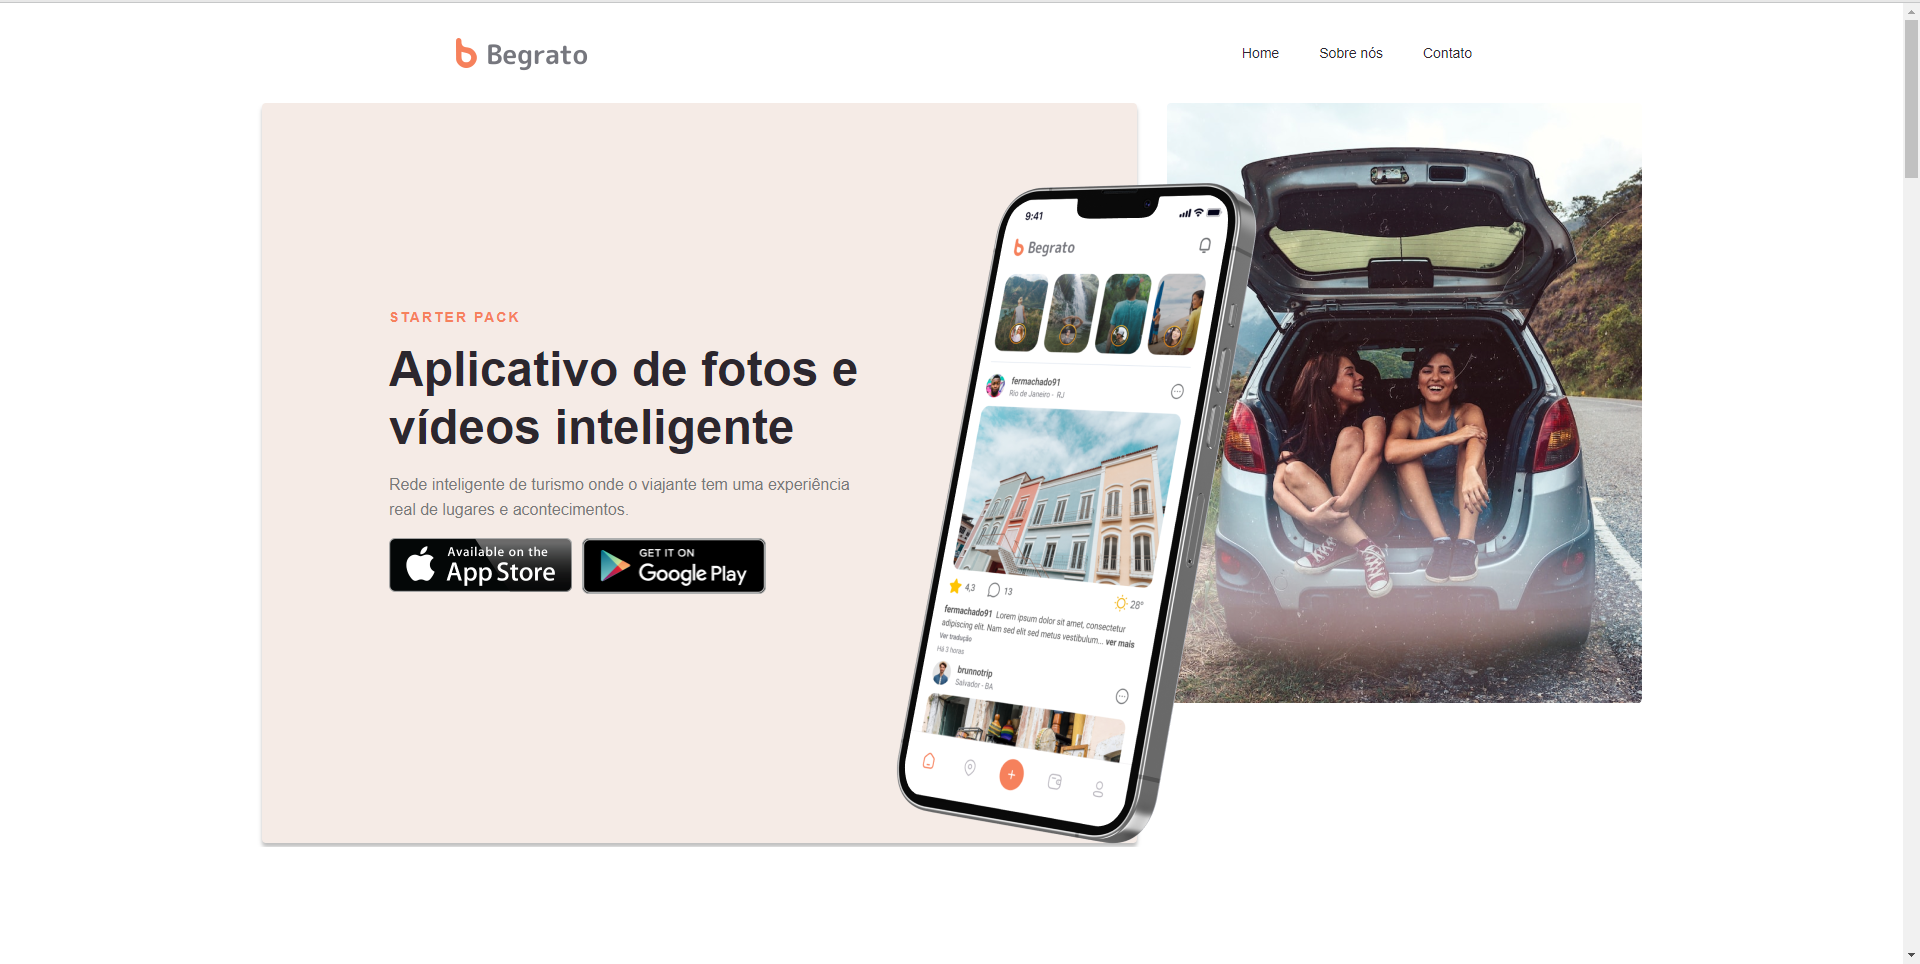 Begrato
Home
Sobre nós
Contato
STARTER PACK
Aplicativo de fotos e
vídeos inteligente
Rede inteligente de turismo onde o viajante tem uma experiência
real de lugares e acontecimentos.
Available on the
App Store
GET IT ON
Google Play
9:41
Begrato
fermachado91
Rio de Janeiro - RJ
4,3
13
28°
fermachado91 Lorem ipsum dolor sit amet, consectetur
adipiscing elit. Nam sed elit sed metus vestibulum... ver mais
Ver tradução
Há 3 horas
brunnotrip
Salvador - BA